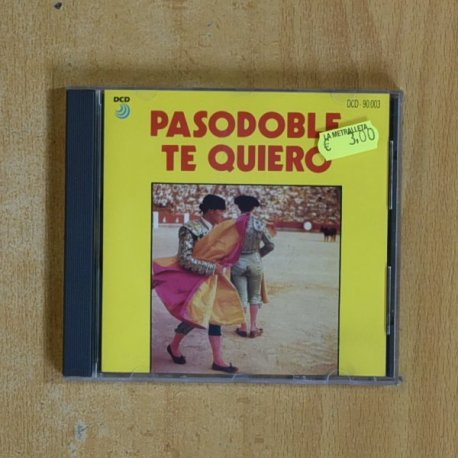 DCD
DCD - 90.003
PASODOBLE
TE QUIERO
LA METRALLETA
€ 3,00